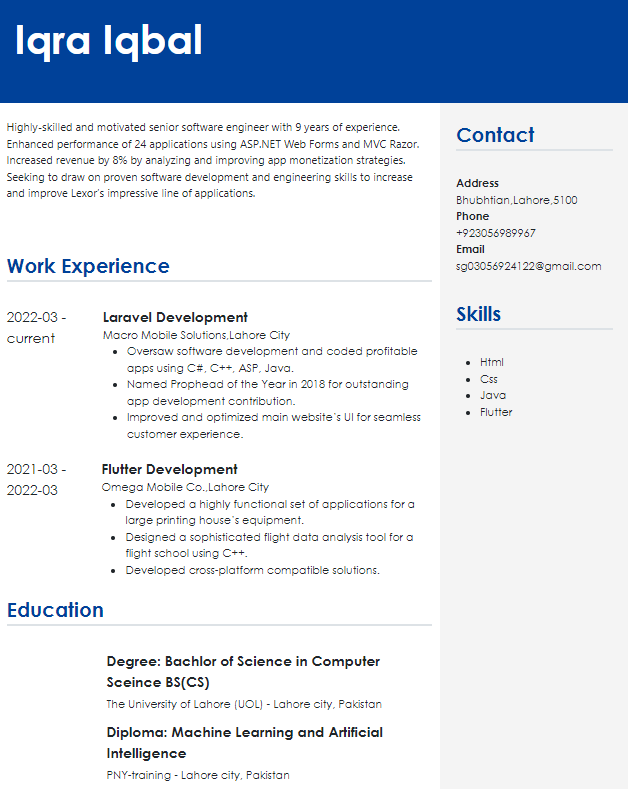 Iqra Iqbal
Highly-skilled and motivated senior software engineer with 9 years of experience.
Enhanced performance of 24 applications using ASP.NET Web Forms and MVC Razor.
Increased revenue by 8% by analyzing and improving app monetization strategies.
Seeking to draw on proven software development and engineering skills to increase
and improve Lexor's impressive line of applications.
Work Experience
2022-03 -
current
Laravel Development
Macro Mobile Solutions,Lahore City
• Oversaw software development and coded profitable
apps using C#, C++, ASP, Java.
• Named Prophead of the Year in 2018 for outstanding
app development contribution.
• Improved and optimized main website's UI for seamless
customer experience.
2021-03 -
2022-03
Flutter Development
Omega Mobile Co.,Lahore City
• Developed a highly functional set of applications for a
large printing house's equipment.
• Designed a sophisticated flight data analysis tool for a
flight school using C++.
• Developed cross-platform compatible solutions.
Education
Degree: Bachlor of Science in Computer
Sceince BS(CS)
The University of Lahore (UOL) - Lahore city, Pakistan
Diploma: Machine Learning and Artificial
Intelligence
PNY-training - Lahore city, Pakistan
Contact
Address
Bhubhtian,Lahore,5100
Phone
+923056989967
Email
sg03056924122@gmail.com
Skills
• Html
• Css
• Java
• Flutter